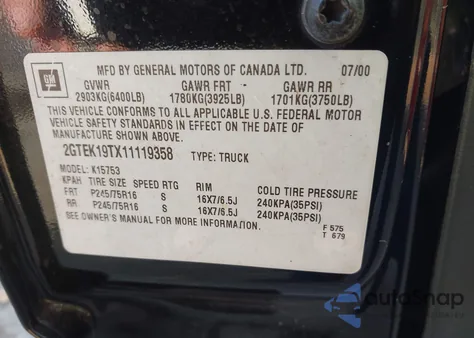 GM
MFD BY GENERAL MOTORS OF CANADA LTD. 07/00
GVWR GAWR FRT GAWR RR
2903KG(6400LB) 1780KG(3925LB) 1701KG(3750LB)
THIS VEHICLE CONFORMS TO ALL APPLICABLE U.S. FEDERAL MOTOR
VEHICLE SAFETY STANDARDS IN EFFECT ON THE DATE OF
MANUFACTURE SHOWN ABOVE.
2GTEK19TX11119358 TYPE: TRUCK
MODEL: K15753
KPAH TIRE SIZE SPEED RTG RIM COLD TIRE PRESSURE
FRT P245/75R16 S 16X7/6.5J 240KPA(35PSI)
RR P245/75R16 S 16X7/6.5J 240KPA(35PSI)
SEE OWNER'S MANUAL FOR MORE INFORMATION
F 575
T 679
autoSnap